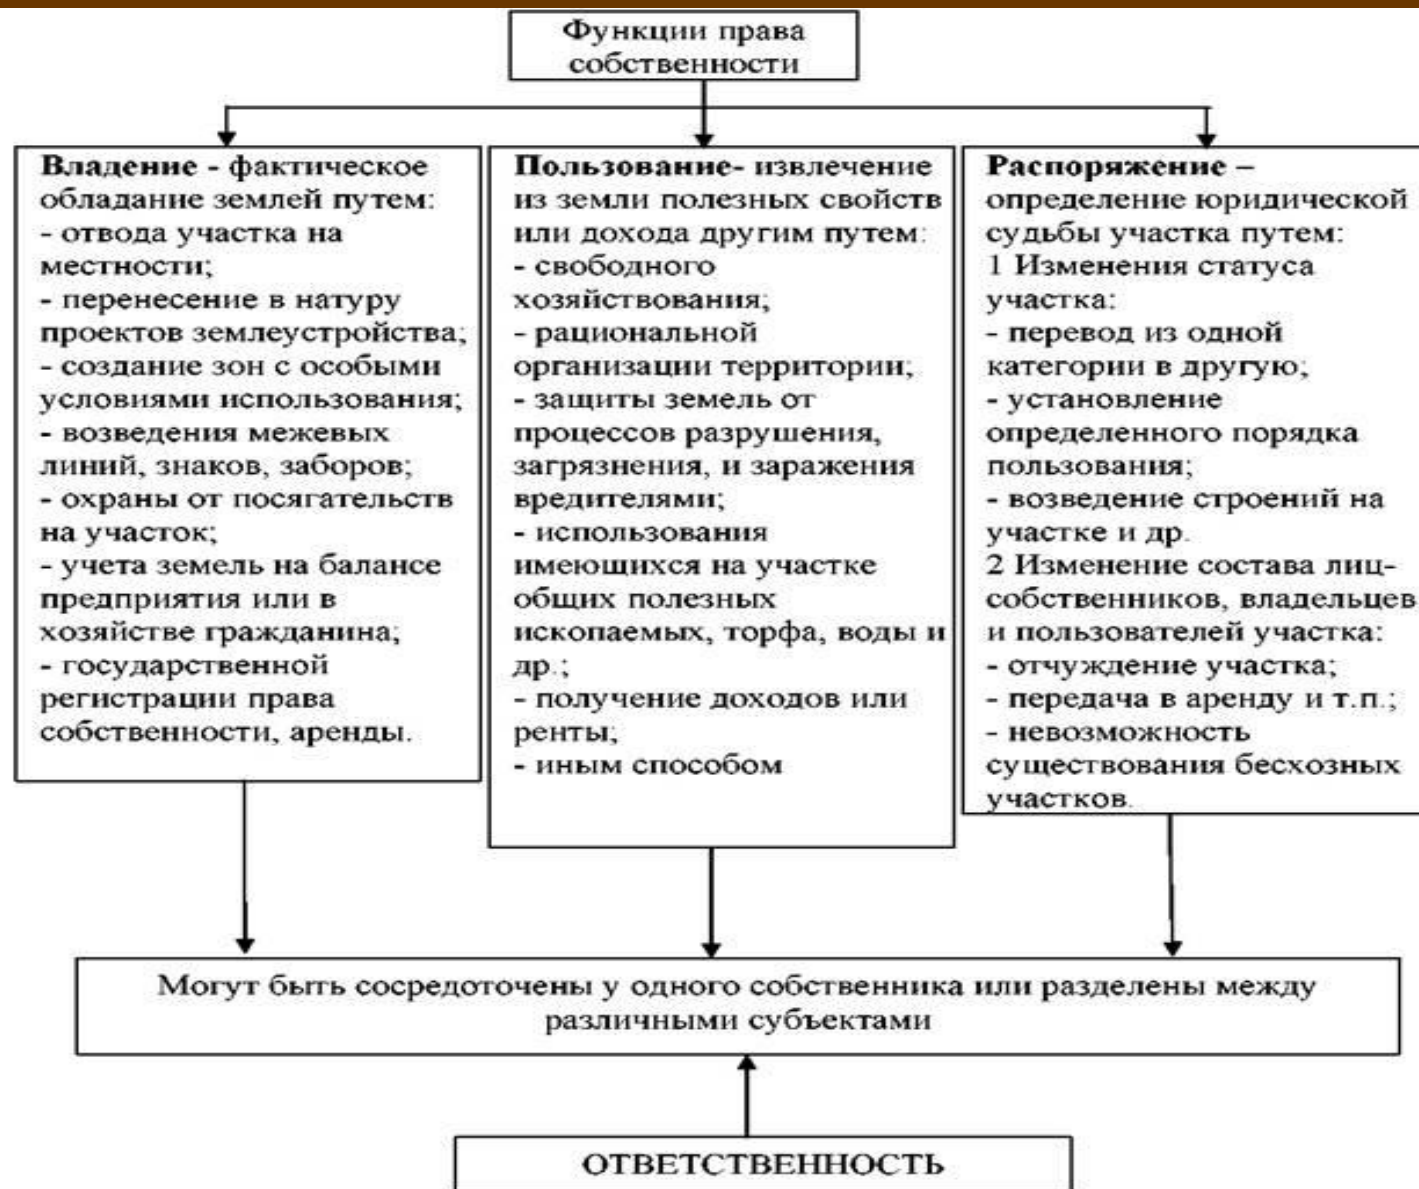 Функции права
собственности
Владение - фактическое
обладание землей путем:
- отвода участка на
местности;
- перенесение в натуру
проектов землеустройства;
- создание зон с особыми
условиями использования;
- возведения межевых
линий, знаков, заборов;
- охраны от посягательств
на участок;
- учета земель на балансе
предприятия или в
хозяйстве гражданина;
- государственной
регистрации права
собственности, аренды.
Пользование- извлечение
из земли полезных свойств
или дохода другим путем:
- свободного
хозяйствования;
- рациональной
организации территории;
- защиты земель от
процессов разрушения,
загрязнения, и заражения
вредителями;
- использования
имеющихся на участке
общих полезных
ископаемых, торфа, воды и
др.;
- получение доходов или
ренты;
- иным способом
Распоряжение –
определение юридической
судьбы участка путем:
1 Изменения статуса
участка:
- перевод из одной
категории в другую;
- установление
определенного порядка
пользования;
- возведение строений на
участке и др.
2 Изменение состава лиц-
собственников, владельцев
и пользователей участка:
- отчуждение участка;
- передача в аренду и т.п.;
- невозможность
существования бесхозных
участков.
Могут быть сосредоточены у одного собственника или разделены между
различными субъектами
ОТВЕТСТВЕННОСТЬ